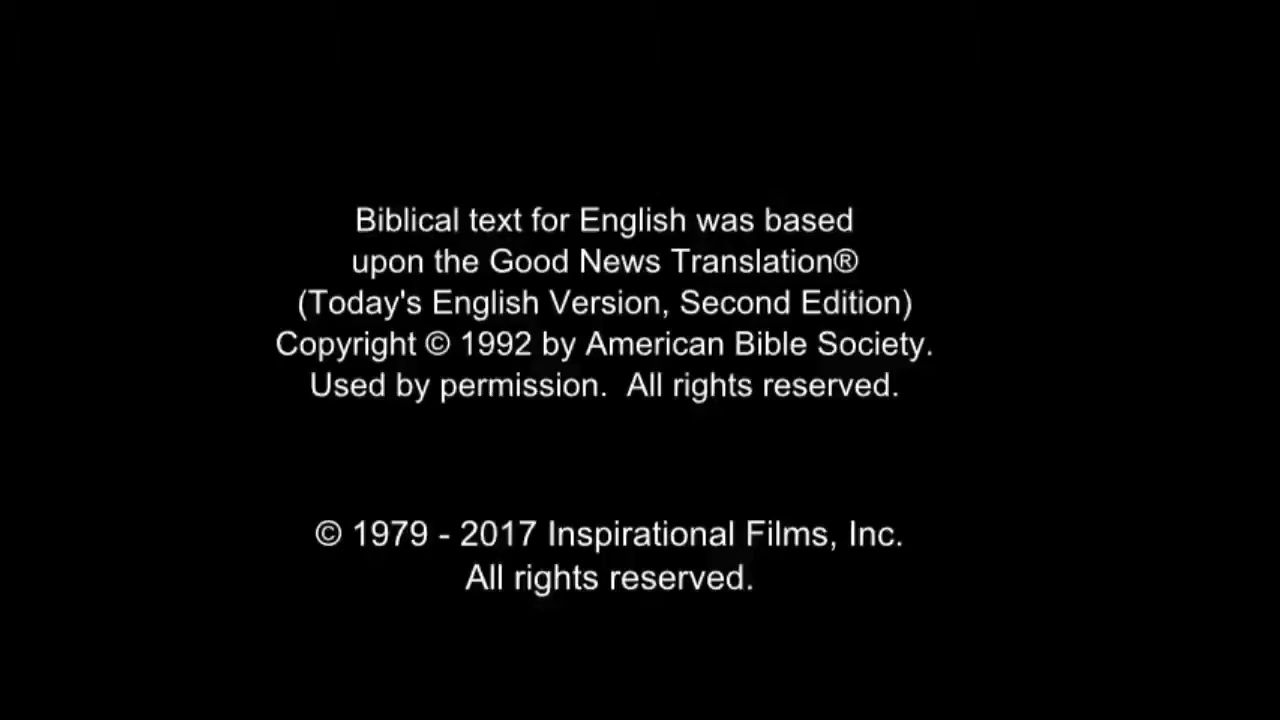 Biblical text for English was based
upon the Good News Translation®
(Today's English Version, Second Edition)
Copyright © 1992 by American Bible Society.
Used by permission.  All rights reserved.
© 1979 - 2017 Inspirational Films, Inc.
All rights reserved.